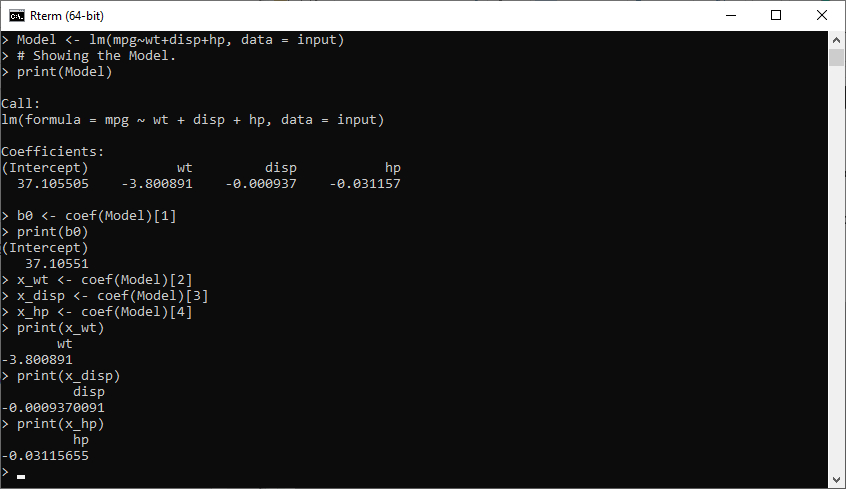 Rterm (64-bit)
> Model <- lm(mpg~wt+disp+hp, data = input)
> # Showing the Model.
> print(Model)

Call:
lm(formula = mpg ~ wt + disp + hp, data = input)

Coefficients:
(Intercept)           wt         disp           hp
  37.105505    -3.800891    -0.000937    -0.031157

> b0 <- coef(Model)[1]
> print(b0)
(Intercept)
   37.10551
> x_wt <- coef(Model)[2]
> x_disp <- coef(Model)[3]
> x_hp <- coef(Model)[4]
> print(x_wt)
       wt
-3.800891
> print(x_disp)
         disp
-0.0009370091
> print(x_hp)
         hp
-0.03115655
>